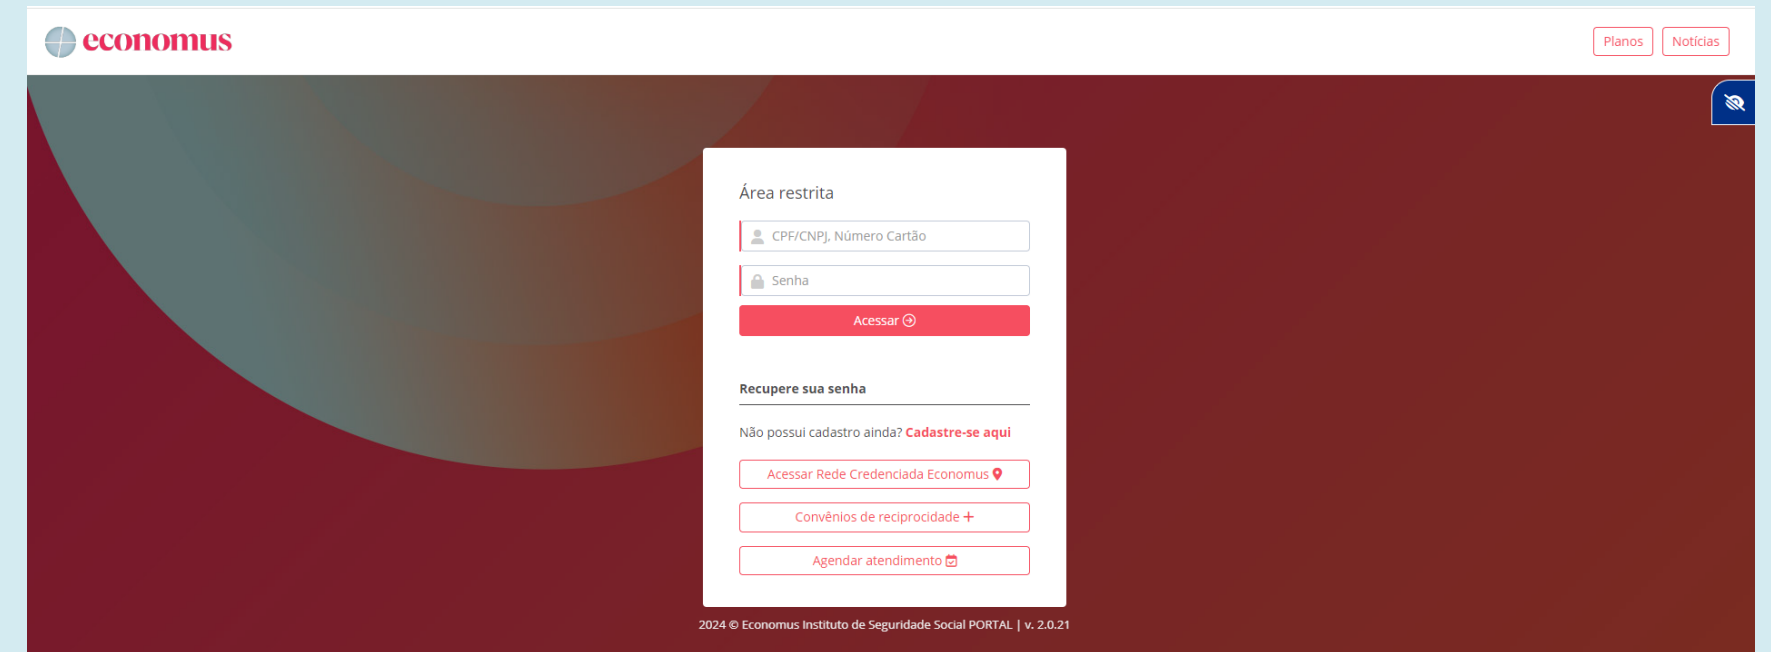 economus
Planos Notícias
Área restrita
CPF/CNPJ, Número Cartão
Senha
Acessar
Recupere sua senha
Não possui cadastro ainda? Cadastre-se aqui
Acessar Rede Credenciada Economus
Convênios de reciprocidade
Agendar atendimento
2024 © Economus Instituto de Seguridade Social PORTAL | v. 2.0.21